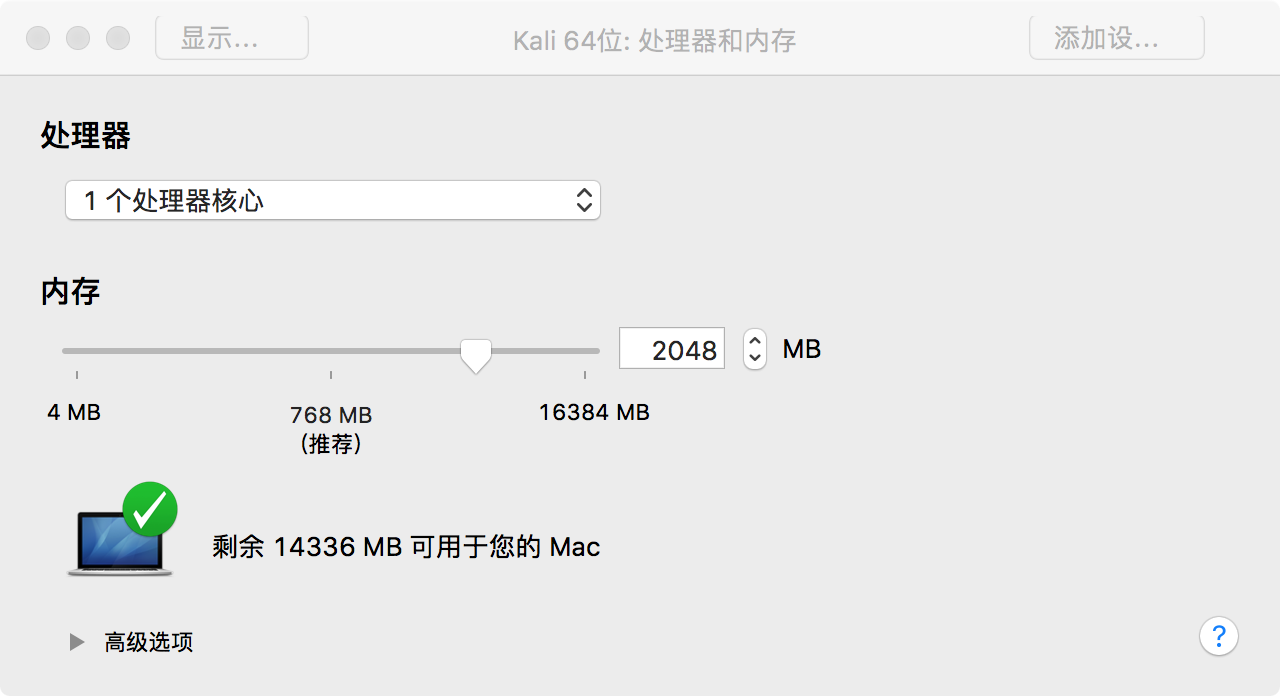 显示...
Kali 64位: 处理器和内存
添加设...
处理器
1 个处理器核心
内存
2048 MB
4 MB
768 MB
(推荐)
16384 MB
剩余 14336 MB 可用于您的 Mac
高级选项
?